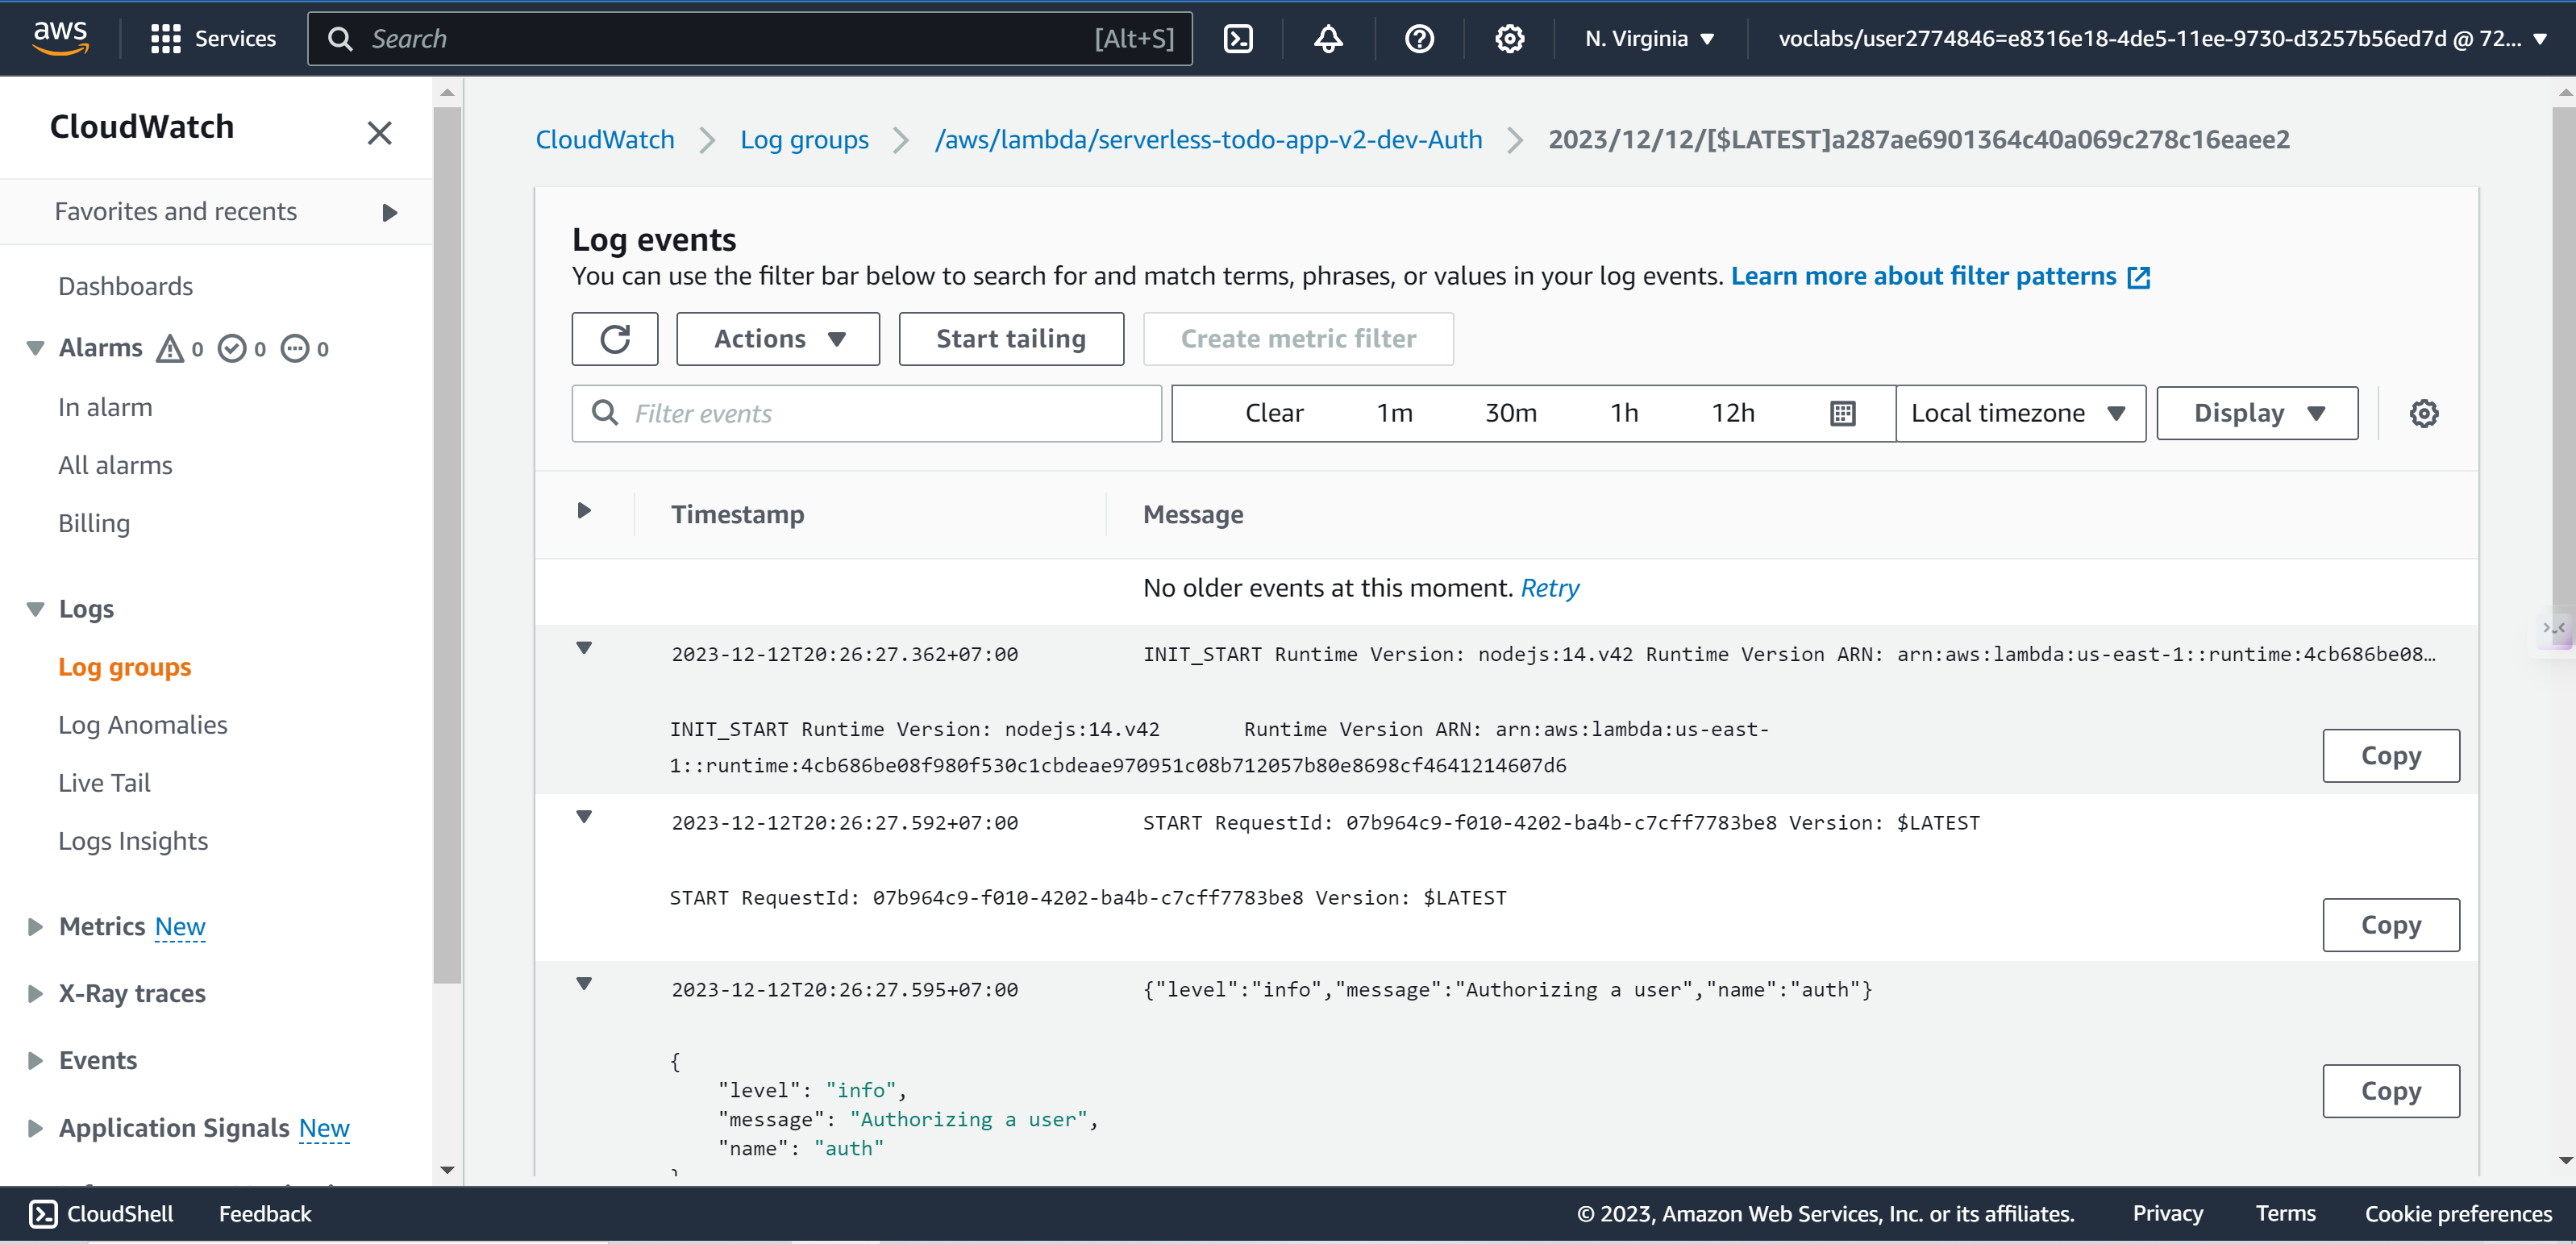 aws Services Search [Alt+S] N. Virginia voclabs/user2774846=e8316e18-4de5-11ee-9730-d3257b56ed7d @ 72...
CloudWatch
Favorites and recents
Dashboards
Alarms 0 0 0
In alarm
All alarms
Billing
Logs
Log groups
Log Anomalies
Live Tail
Logs Insights
Metrics New
X-Ray traces
Events
Application Signals New
CloudWatch Log groups /aws/lambda/serverless-todo-app-v2-dev-Auth 2023/12/12/[$LATEST]a287ae6901364c40a069c278c16eaee2
Log events
You can use the filter bar below to search for and match terms, phrases, or values in your log events. Learn more about filter patterns
Actions Start tailing Create metric filter
Filter events Clear 1m 30m 1h 12h Local timezone Display
Timestamp Message
No older events at this moment. Retry
2023-12-12T20:26:27.362+07:00 INIT_START Runtime Version: nodejs:14.v42 Runtime Version ARN: arn:aws:lambda:us-east-1::runtime:4cb686be08…
INIT_START Runtime Version: nodejs:14.v42 Runtime Version ARN: arn:aws:lambda:us-east-
1::runtime:4cb686be08f980f530c1cbdeae970951c08b712057b80e8698cf4641214607d6
Copy
2023-12-12T20:26:27.592+07:00 START RequestId: 07b964c9-f010-4202-ba4b-c7cff7783be8 Version: $LATEST
START RequestId: 07b964c9-f010-4202-ba4b-c7cff7783be8 Version: $LATEST
Copy
2023-12-12T20:26:27.595+07:00 {"level":"info","message":"Authorizing a user","name":"auth"}
{
"level": "info",
"message": "Authorizing a user",
"name": "auth"
}
Copy
CloudShell Feedback © 2023, Amazon Web Services, Inc. or its affiliates. Privacy Terms Cookie preferences